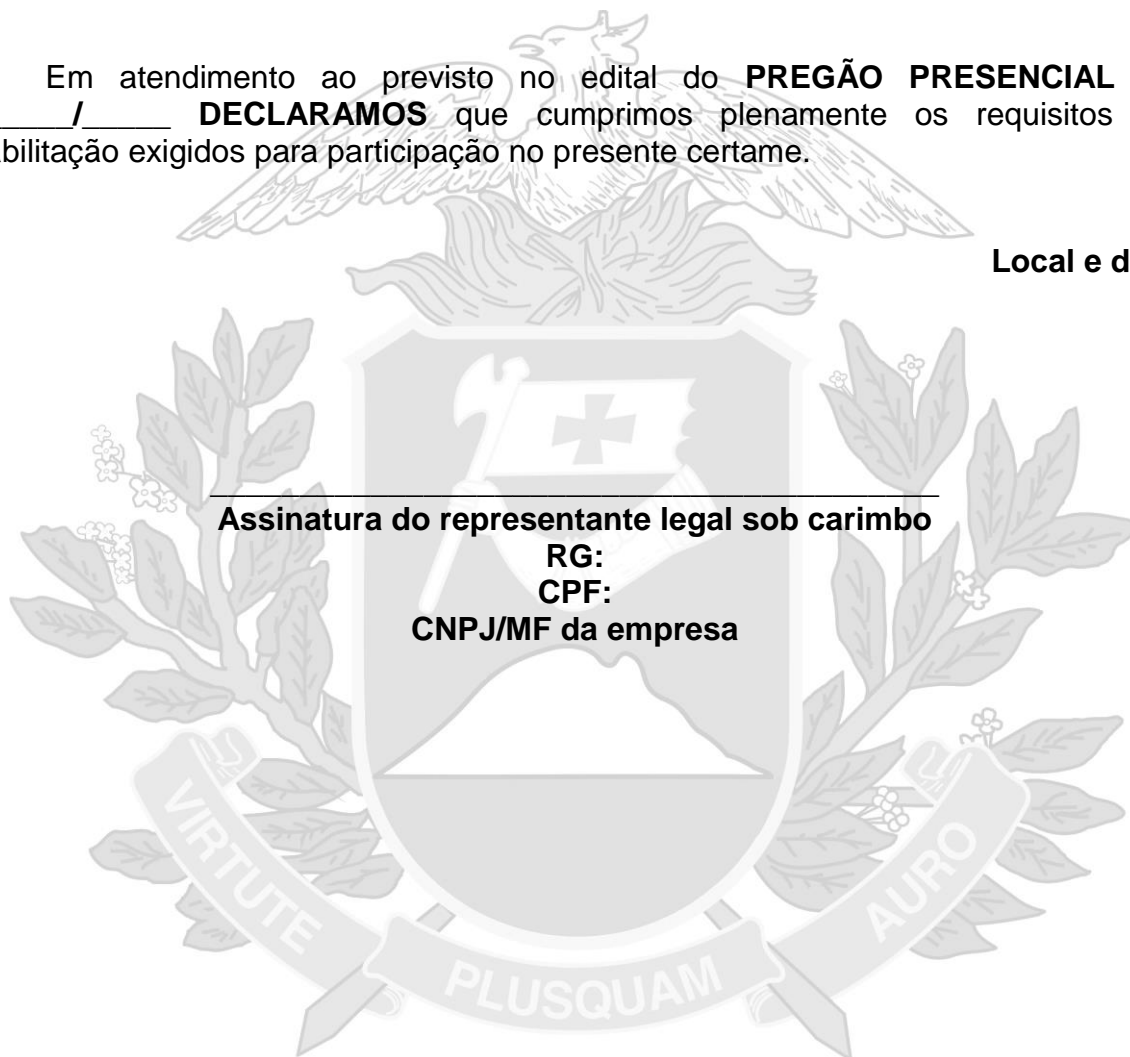 Em atendimento ao previsto no edital do PREGÃO PRESENCIAL
_____/_____ DECLARAMOS que cumprimos plenamente os requisitos
bilitação exigidos para participação no presente certame.
Local e d
Assinatura do representante legal sob carimbo
RG:
CPF:
CNPJ/MF da empresa
VIRTUTE PLUSQUAM AURO